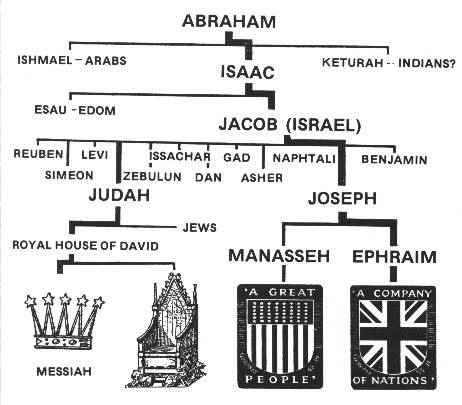 ABRAHAM
ISHMAEL - ARABS
KETURAH - INDIANS?
ISAAC
ESAU - EDOM
JACOB (ISRAEL)
REUBEN
LEVI
ISSACHAR
GAD
NAPHTALI
BENJAMIN
SIMEON
ZEBULUN
DAN
ASHER
JUDAH
JOSEPH
JEWS
ROYAL HOUSE OF DAVID
MANASSEH
EPHRAIM
'A GREAT
PEOPLE'
'A COMPANY
OF NATIONS'
MESSIAH